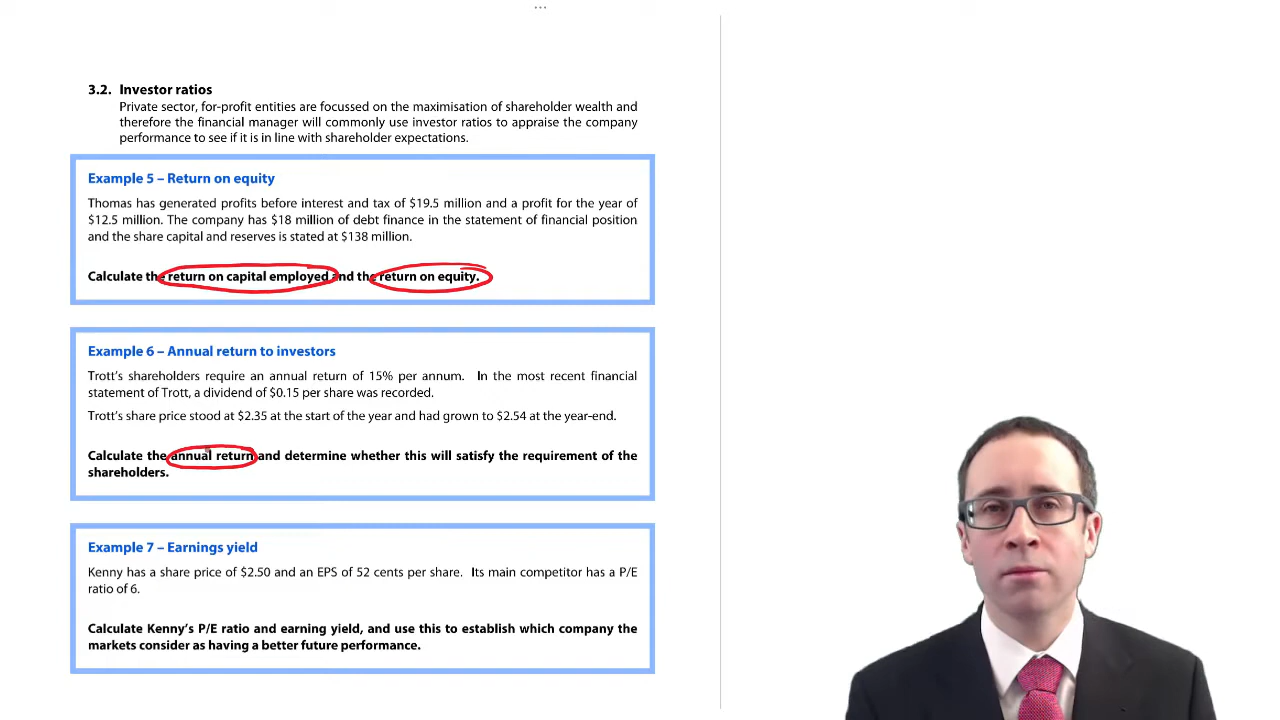 3.2. Investor ratios
Private sector, for-profit entities are focussed on the maximisation of shareholder wealth and
therefore the financial manager will commonly use investor ratios to appraise the company
performance to see if it is in line with shareholder expectations.
Example 5 – Return on equity
Thomas has generated profits before interest and tax of $19.5 million and a profit for the year of
$12.5 million. The company has $18 million of debt finance in the statement of financial position
and the share capital and reserves is stated at $138 million.
Calculate the return on capital employed and the return on equity.
Example 6 – Annual return to investors
Trott's shareholders require an annual return of 15% per annum. In the most recent financial
statement of Trott, a dividend of $0.15 per share was recorded.
Trott's share price stood at $2.35 at the start of the year and had grown to $2.54 at the year-end.
Calculate the annual return and determine whether this will satisfy the requirement of the
shareholders.
Example 7 – Earnings yield
Kenny has a share price of $2.50 and an EPS of 52 cents per share. Its main competitor has a P/E
ratio of 6.
Calculate Kenny's P/E ratio and earning yield, and use this to establish which company the
markets consider as having a better future performance.